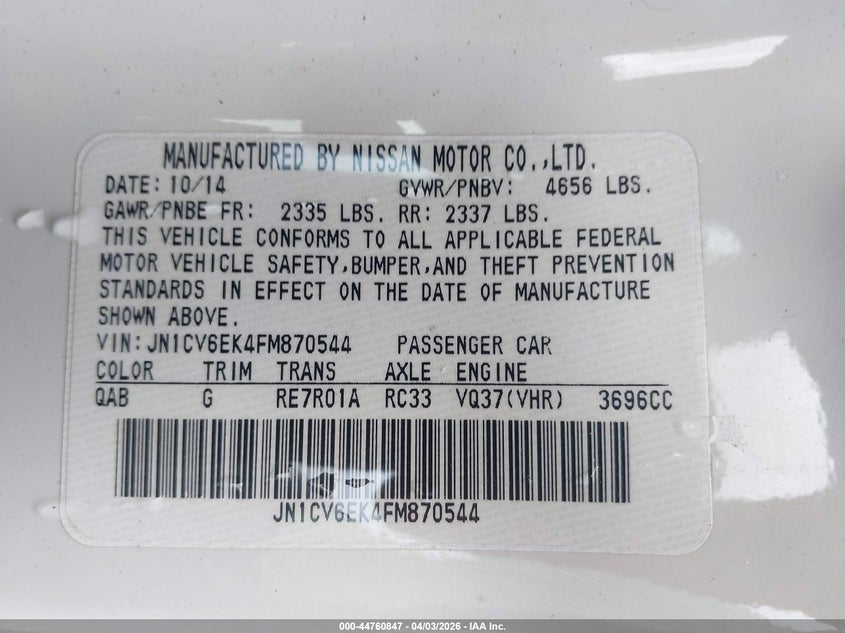 MANUFACTURED BY NISSAN MOTOR CO.,LTD.
DATE: 10/14 GVWR/PNBV: 4656 LBS.
GAWR/PNBE FR: 2335 LBS. RR: 2337 LBS.
THIS VEHICLE CONFORMS TO ALL APPLICABLE FEDERAL
MOTOR VEHICLE SAFETY,BUMPER,AND THEFT PREVENTION
STANDARDS IN EFFECT ON THE DATE OF MANUFACTURE
SHOWN ABOVE.
VIN:JN1CV6EK4FM870544 PASSENGER CAR
COLOR TRIM TRANS AXLE ENGINE
QAB G RE7R01A RC33 VQ37(VHR) 3696CC
JN1CV6EK4FM870544
000-44760847 - 04/03/2026 - IAA Inc.